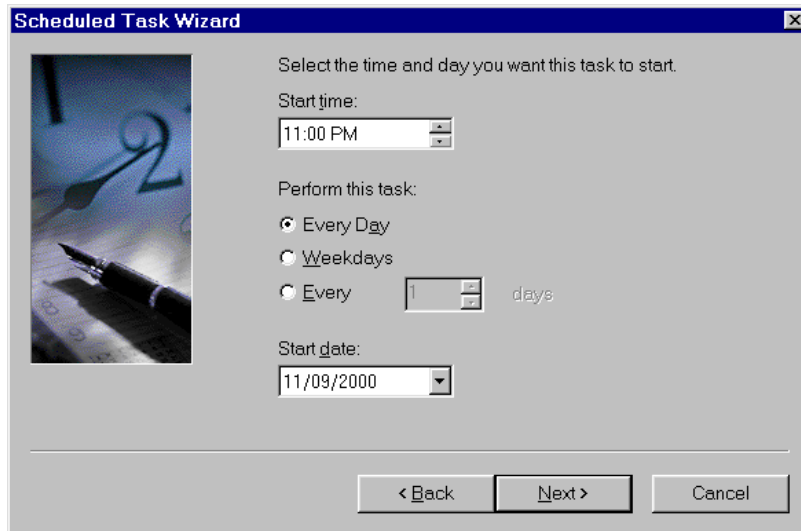 Scheduled Task Wizard
Select the time and day you want this task to start.
Start time:
11:00 PM
Perform this task:
Every Day
Weekdays
Every 1 days
Start date:
11/09/2000
< Back Next > Cancel